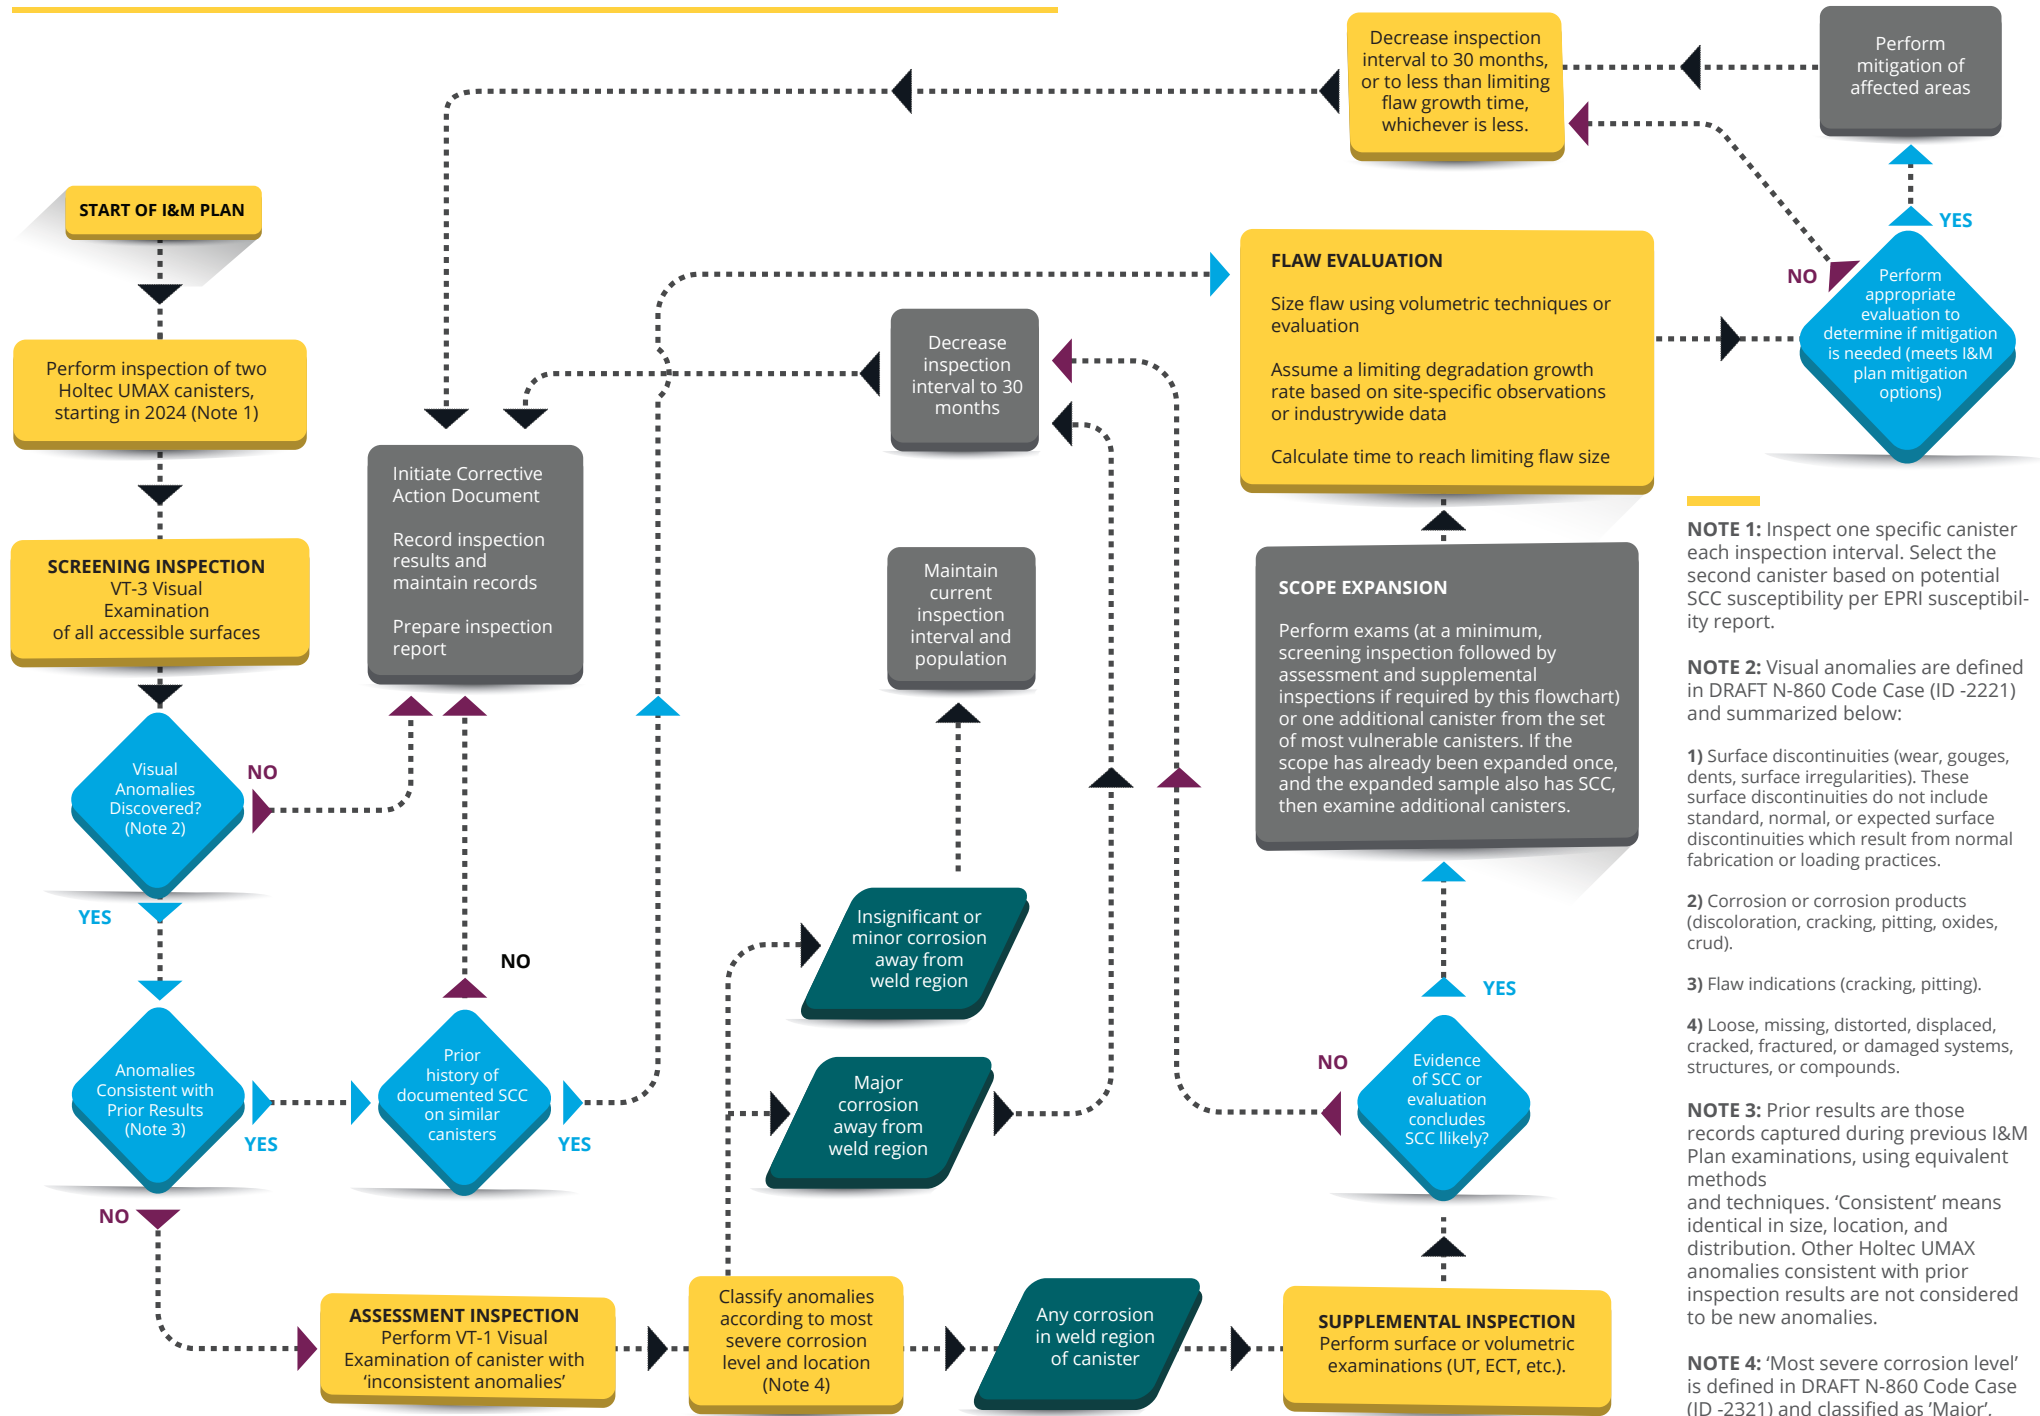 START OF I&M PLAN
Perform inspection of two
Holtec UMAX canisters,
starting in 2024 (Note 1)
SCREENING INSPECTION
VT-3 Visual
Examination
of all accessible surfaces
Visual
Anomalies
Discovered?
(Note 2)
NO
YES
Anomalies
Consistent with
Prior Results
(Note 3)
YES
NO
Prior
history of
documented SCC
on similar
canisters
NO
YES
Initiate Corrective
Action Document
Record inspection
results and
maintain records
Prepare inspection
report
ASSESSMENT INSPECTION
Perform VT-1 Visual
Examination of canister with
‘inconsistent anomalies’
Classify anomalies
according to most
severe corrosion
level and location
(Note 4)
Insignificant or
minor corrosion
away from
weld region
Major
corrosion
away from
weld region
Any corrosion
in weld region
of canister
Maintain
current
inspection
interval and
population
Decrease
inspection
interval to 30
months
SUPPLEMENTAL INSPECTION
Perform surface or volumetric
examinations (UT, ECT, etc.).
Evidence
of SCC or
evaluation
concludes
SCC Llikely?
NO
YES
SCOPE EXPANSION
Perform exams (at a minimum,
screening inspection followed by
assessment and supplemental
inspections if required by this flowchart)
or one additional canister from the set
of most vulnerable canisters. If the
scope has already been expanded once,
and the expanded sample also has SCC,
then examine additional canisters.
FLAW EVALUATION
Size flaw using volumetric techniques or
evaluation
Assume a limiting degradation growth
rate based on site-specific observations
or industrywide data
Calculate time to reach limiting flaw size
Perform
appropriate
evaluation to
determine if mitigation
is needed (meets I&M
plan mitigation
options)
NO
YES
Perform
mitigation of
affected areas
Decrease inspection
interval to 30 months,
or to less than limiting
flaw growth time,
whichever is less.
NOTE 1: Inspect one specific canister
each inspection interval. Select the
second canister based on potential
SCC susceptibility per EPRI susceptibil-
ity report.
NOTE 2: Visual anomalies are defined
in DRAFT N-860 Code Case (ID -2221)
and summarized below:
1) Surface discontinuities (wear, gouges,
dents, surface irregularities). These
surface discontinuities do not include
standard, normal, or expected surface
discontinuities which result from normal
fabrication or loading practices.
2) Corrosion or corrosion products
(discoloration, cracking, pitting, oxides,
crud).
3) Flaw indications (cracking, pitting).
4) Loose, missing, distorted, displaced,
cracked, fractured, or damaged systems,
structures, or compounds.
NOTE 3: Prior results are those
records captured during previous I&M
Plan examinations, using equivalent
methods
and techniques. ‘Consistent’ means
identical in size, location, and
distribution. Other Holtec UMAX
anomalies consistent with prior
inspection results are not considered
to be new anomalies.
NOTE 4: ‘Most severe corrosion level’
is defined in DRAFT N-860 Code Case
(ID -2321) and classified as ’Major’.